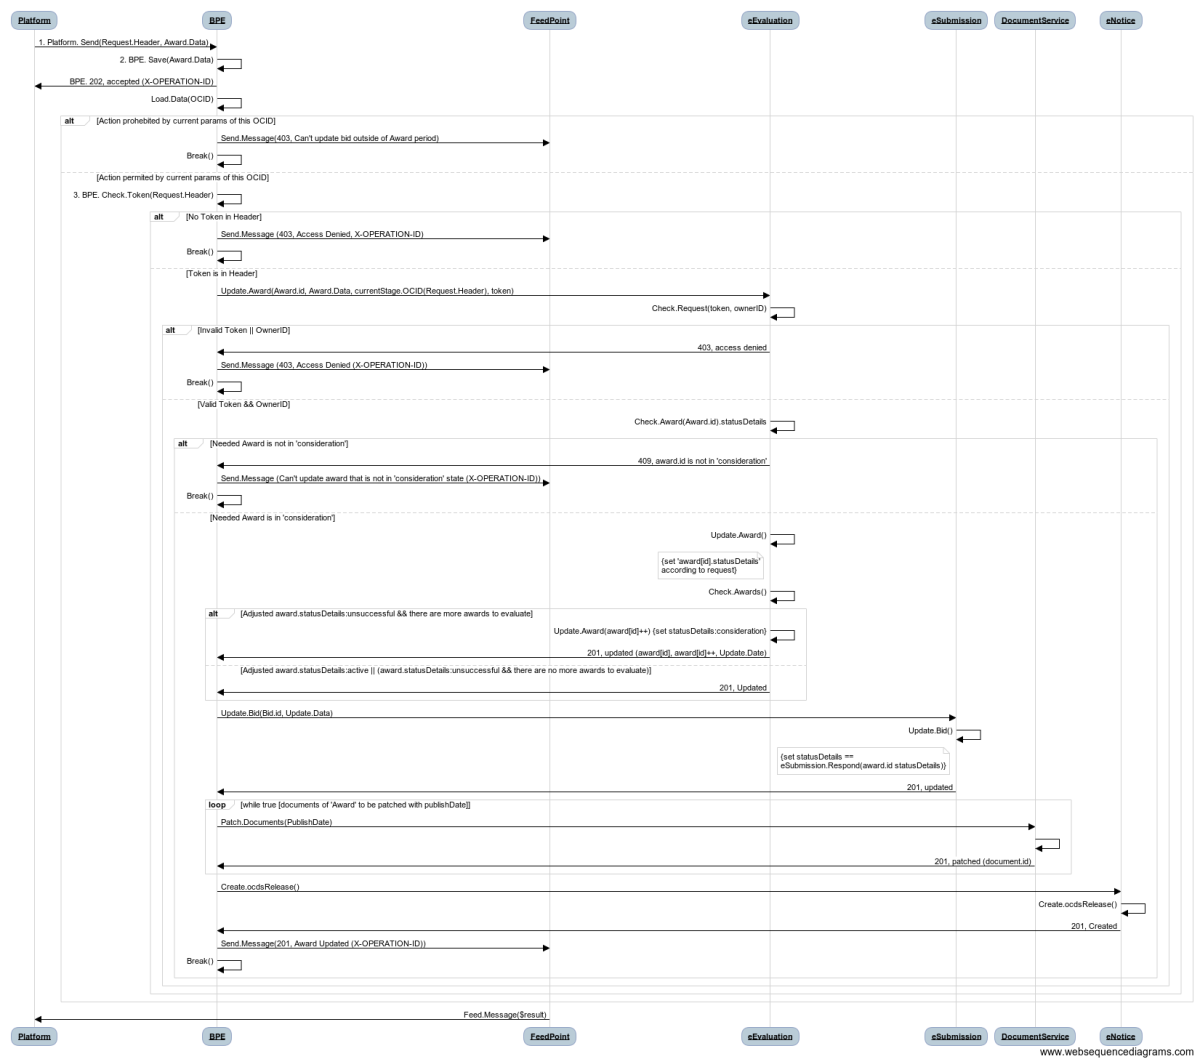 Platform BPE FeedPoint eEvaluation eSubmission DocumentService eNotice
1. Platform. Send(Request.Header, Award.Data)
2. BPE. Save(Award.Data)
BPE. 202, accepted (X-OPERATION-ID)
Load.Data(OCID)
alt [Action prohebited by current params of this OCID]
Send.Message(403, Can't update bid outside of Award period)
Break()
[Action permited by current params of this OCID]
3. BPE. Check.Token(Request.Header)
alt [No Token in Header]
Send.Message (403, Access Denied, X-OPERATION-ID)
Break()
[Token is in Header]
Update.Award(Award.id, Award.Data, currentStage.OCID(Request.Header), token)
Check.Request(token, ownerID)
alt [Invalid Token || OwnerID]
403, access denied
Send.Message (403, Access Denied (X-OPERATION-ID))
Break()
[Valid Token && OwnerID]
Check.Award(Award.id).statusDetails
alt [Needed Award is not in 'consideration']
409, award.id is not in 'consideration'
Send.Message (Can't update award that is not in 'consideration' state (X-OPERATION-ID))
Break()
[Needed Award is in 'consideration']
Update.Award()
{set 'award[id].statusDetails'
according to request}
Check.Awards()
alt [Adjusted award.statusDetails:unsuccessful && there are more awards to evaluate]
Update.Award(award[id]++) {set statusDetails:consideration}
201, updated (award[id], award[id]++, Update.Date)
[Adjusted award.statusDetails:active || (award.statusDetails:unsuccessful && there are no more awards to evaluate)]
201, Updated
Update.Bid(Bid.id, Update.Data)
Update.Bid()
{set statusDetails ==
eSubmission.Respond(award.id statusDetails)}
201, updated
loop [while true [documents of 'Award' to be patched with publishDate]]
Patch.Documents(PublishDate)
201, patched (document.id)
Create.ocdsRelease()
Create.ocdsRelease()
201, Created
Send.Message(201, Award Updated (X-OPERATION-ID))
Break()
Feed.Message($result)
Platform BPE FeedPoint eEvaluation eSubmission DocumentService eNotice
www.websequencediagrams.com